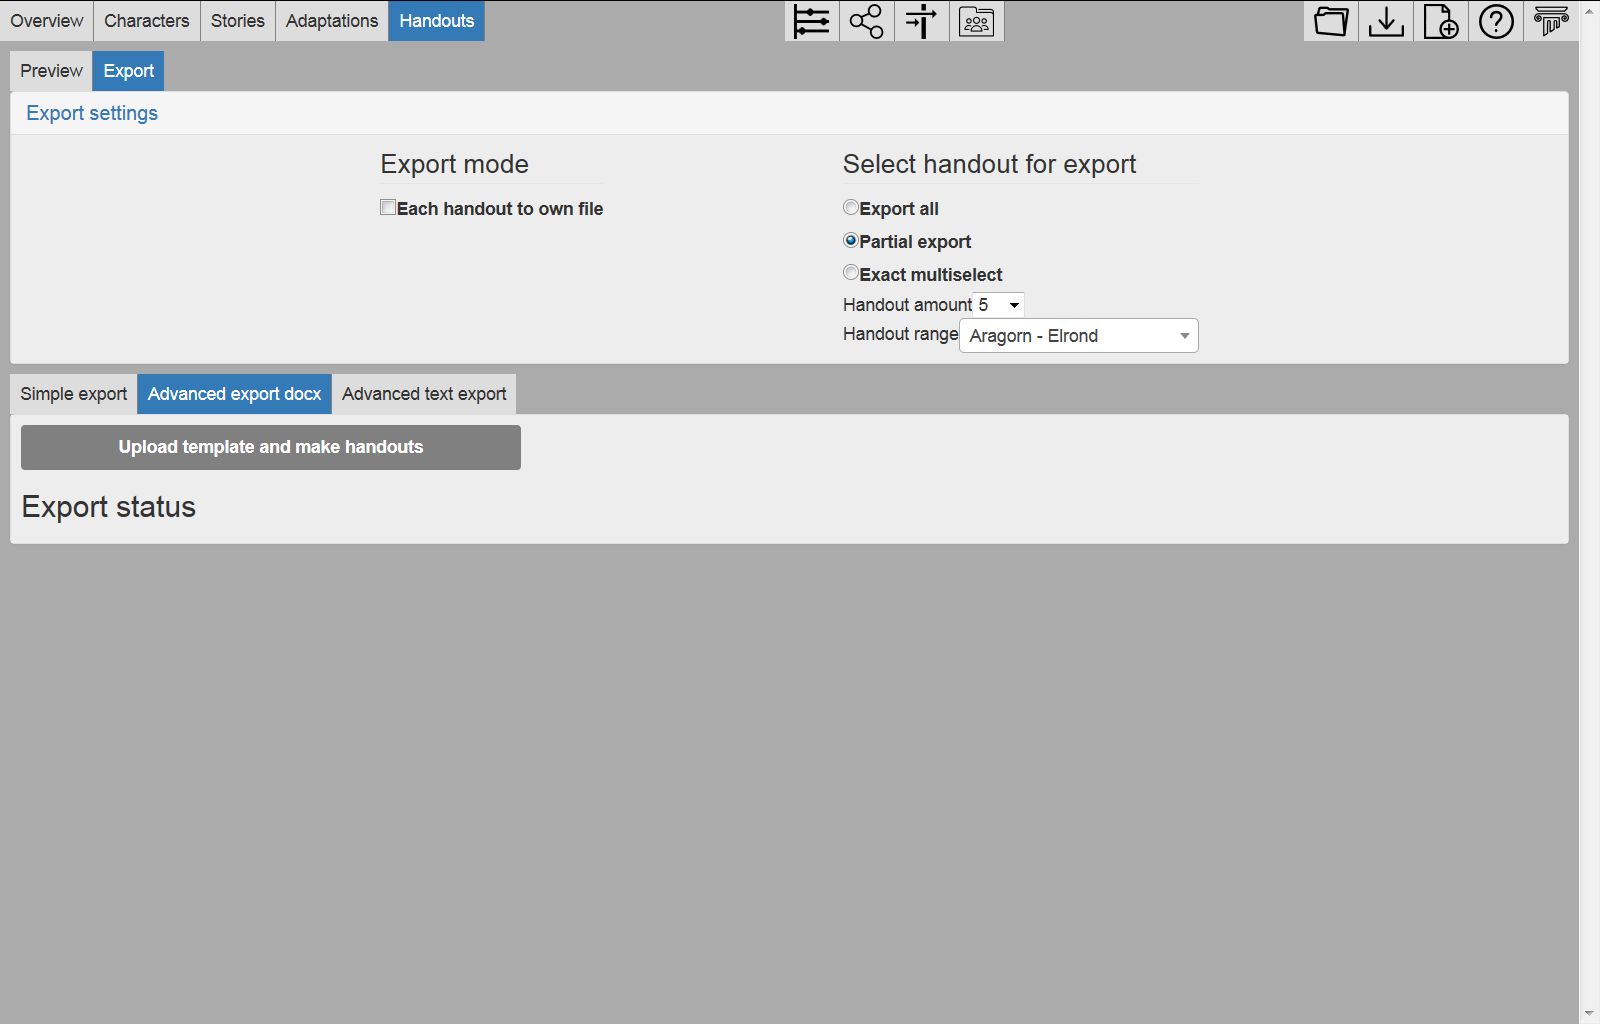 Overview Characters Stories Adaptations Handouts
Preview Export
Export settings
Export mode
Each handout to own file
Select handout for export
Export all
Partial export
Exact multiselect
Handout amount 5
Handout range Aragorn - Elrond
Simple export Advanced export docx Advanced text export
Upload template and make handouts
Export status